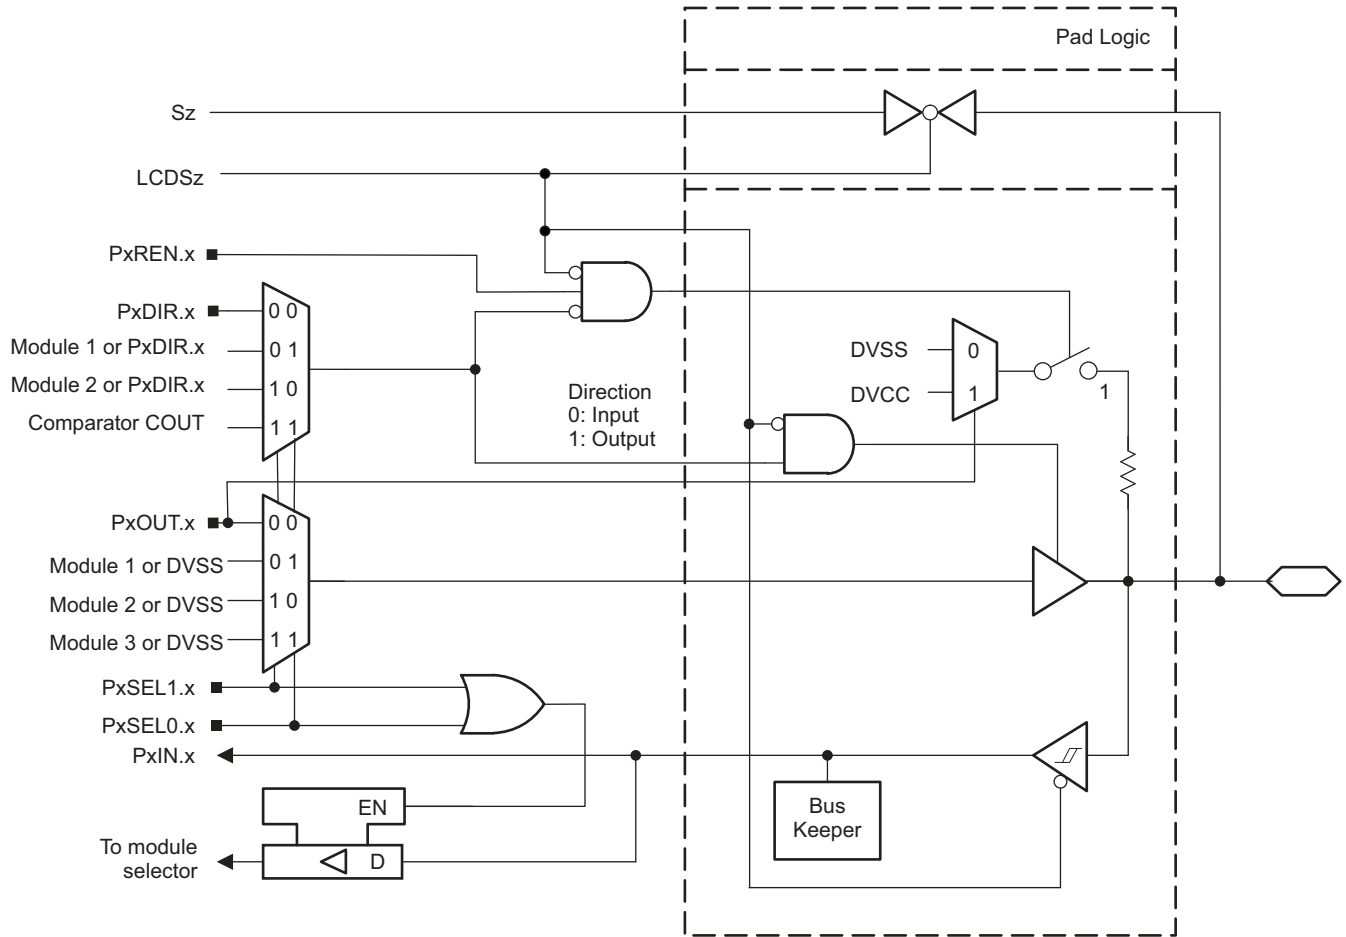 Pad Logic
Sz
LCDSz
PxREN.x
PxDIR.x
0 0
Module 1 or PxDIR.x
0 1
Module 2 or PxDIR.x
1 0
Comparator COUT
1 1
Direction
0: Input
1: Output
DVSS
0
DVCC
1
1
PxOUT.x
0 0
Module 1 or DVSS
0 1
Module 2 or DVSS
1 0
Module 3 or DVSS
1 1
PxSEL1.x
PxSEL0.x
PxIN.x
EN
Bus
Keeper
To module
selector
D